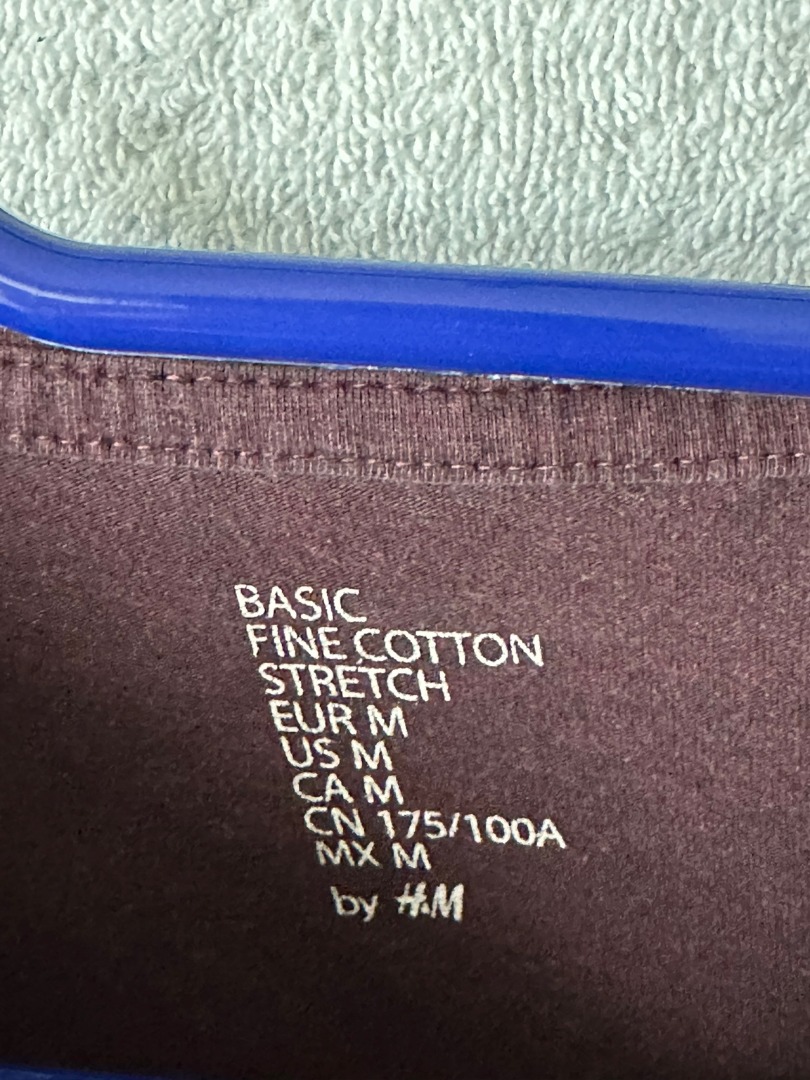 BASIC
FINE COTTON
STRETCH
EUR M
US M
CA M
CN 175/100A
MX M
by H&M